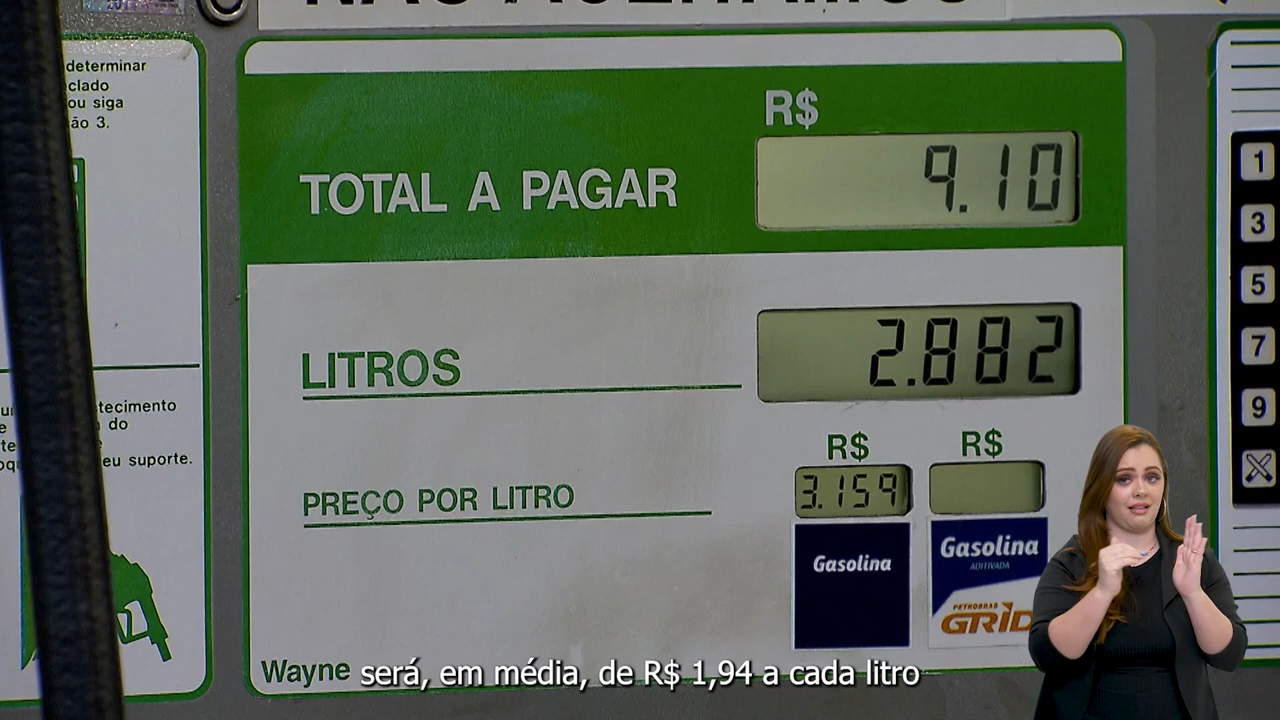 determinar
clado
ou siga
ão 3.
R$
TOTAL A PAGAR
9.10
LITROS
2.882
R$ R$
PREÇO POR LITRO
3.159
Gasolina
Gasolina
ADITIVADA
PETROBRAS
GRID
Wayne
tecimento
do
eu suporte.
1
3
5
7
9
será, em média, de R$ 1,94 a cada litro